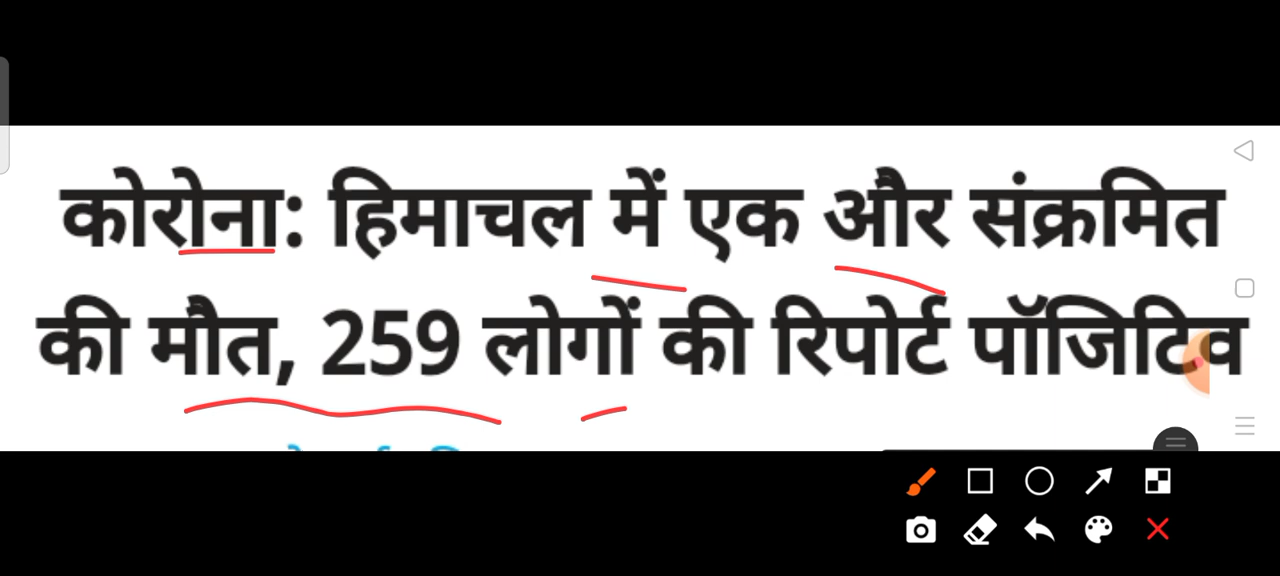 कोरोना: हिमाचल में एक और संक्रमित
की मौत, 259 लोगों की रिपोर्ट पॉजिटिव